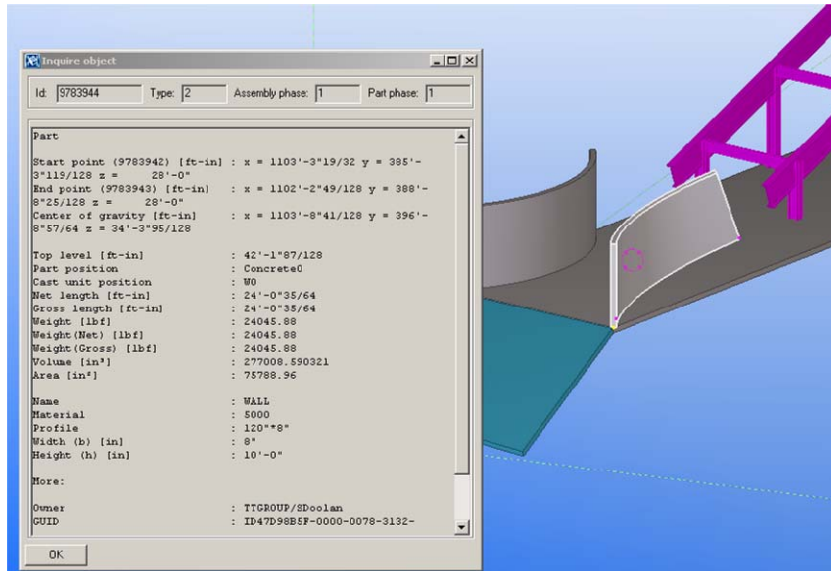 Inquire object
Id: 9783944 Type: 2 Assembly phase: 1 Part phase: 1
Part
Start point (9783942) [ft-in] : x = 1103'-3"19/32 y = 385'-
3"119/128 z = 28'-0"
End point (9783943) [ft-in] : x = 1102'-2"49/128 y = 388'-
8"25/128 z = 28'-0"
Center of gravity [ft-in] : x = 1103'-8"41/128 y = 396'-
8"57/64 z = 34'-3"95/128
Top level [ft-in] : 42'-1"87/128
Part position : Concrete0
Cast unit position : W0
Net length [ft-in] : 24'-0"35/64
Gross length [ft-in] : 24'-0"35/64
Weight [lbf] : 24045.88
Weight(Net) [lbf] : 24045.88
Weight(Gross) [lbf] : 24045.88
Volume [in³] : 277008.590321
Area [in²] : 75788.96
Name : WALL
Material : 5000
Profile : 120"*8"
Width (b) [in] : 8"
Height (h) [in] : 10'-0"
More:
Owner : TTGROUP/SDoolan
GUID : ID47D98B5F-0000-0078-3132-
OK